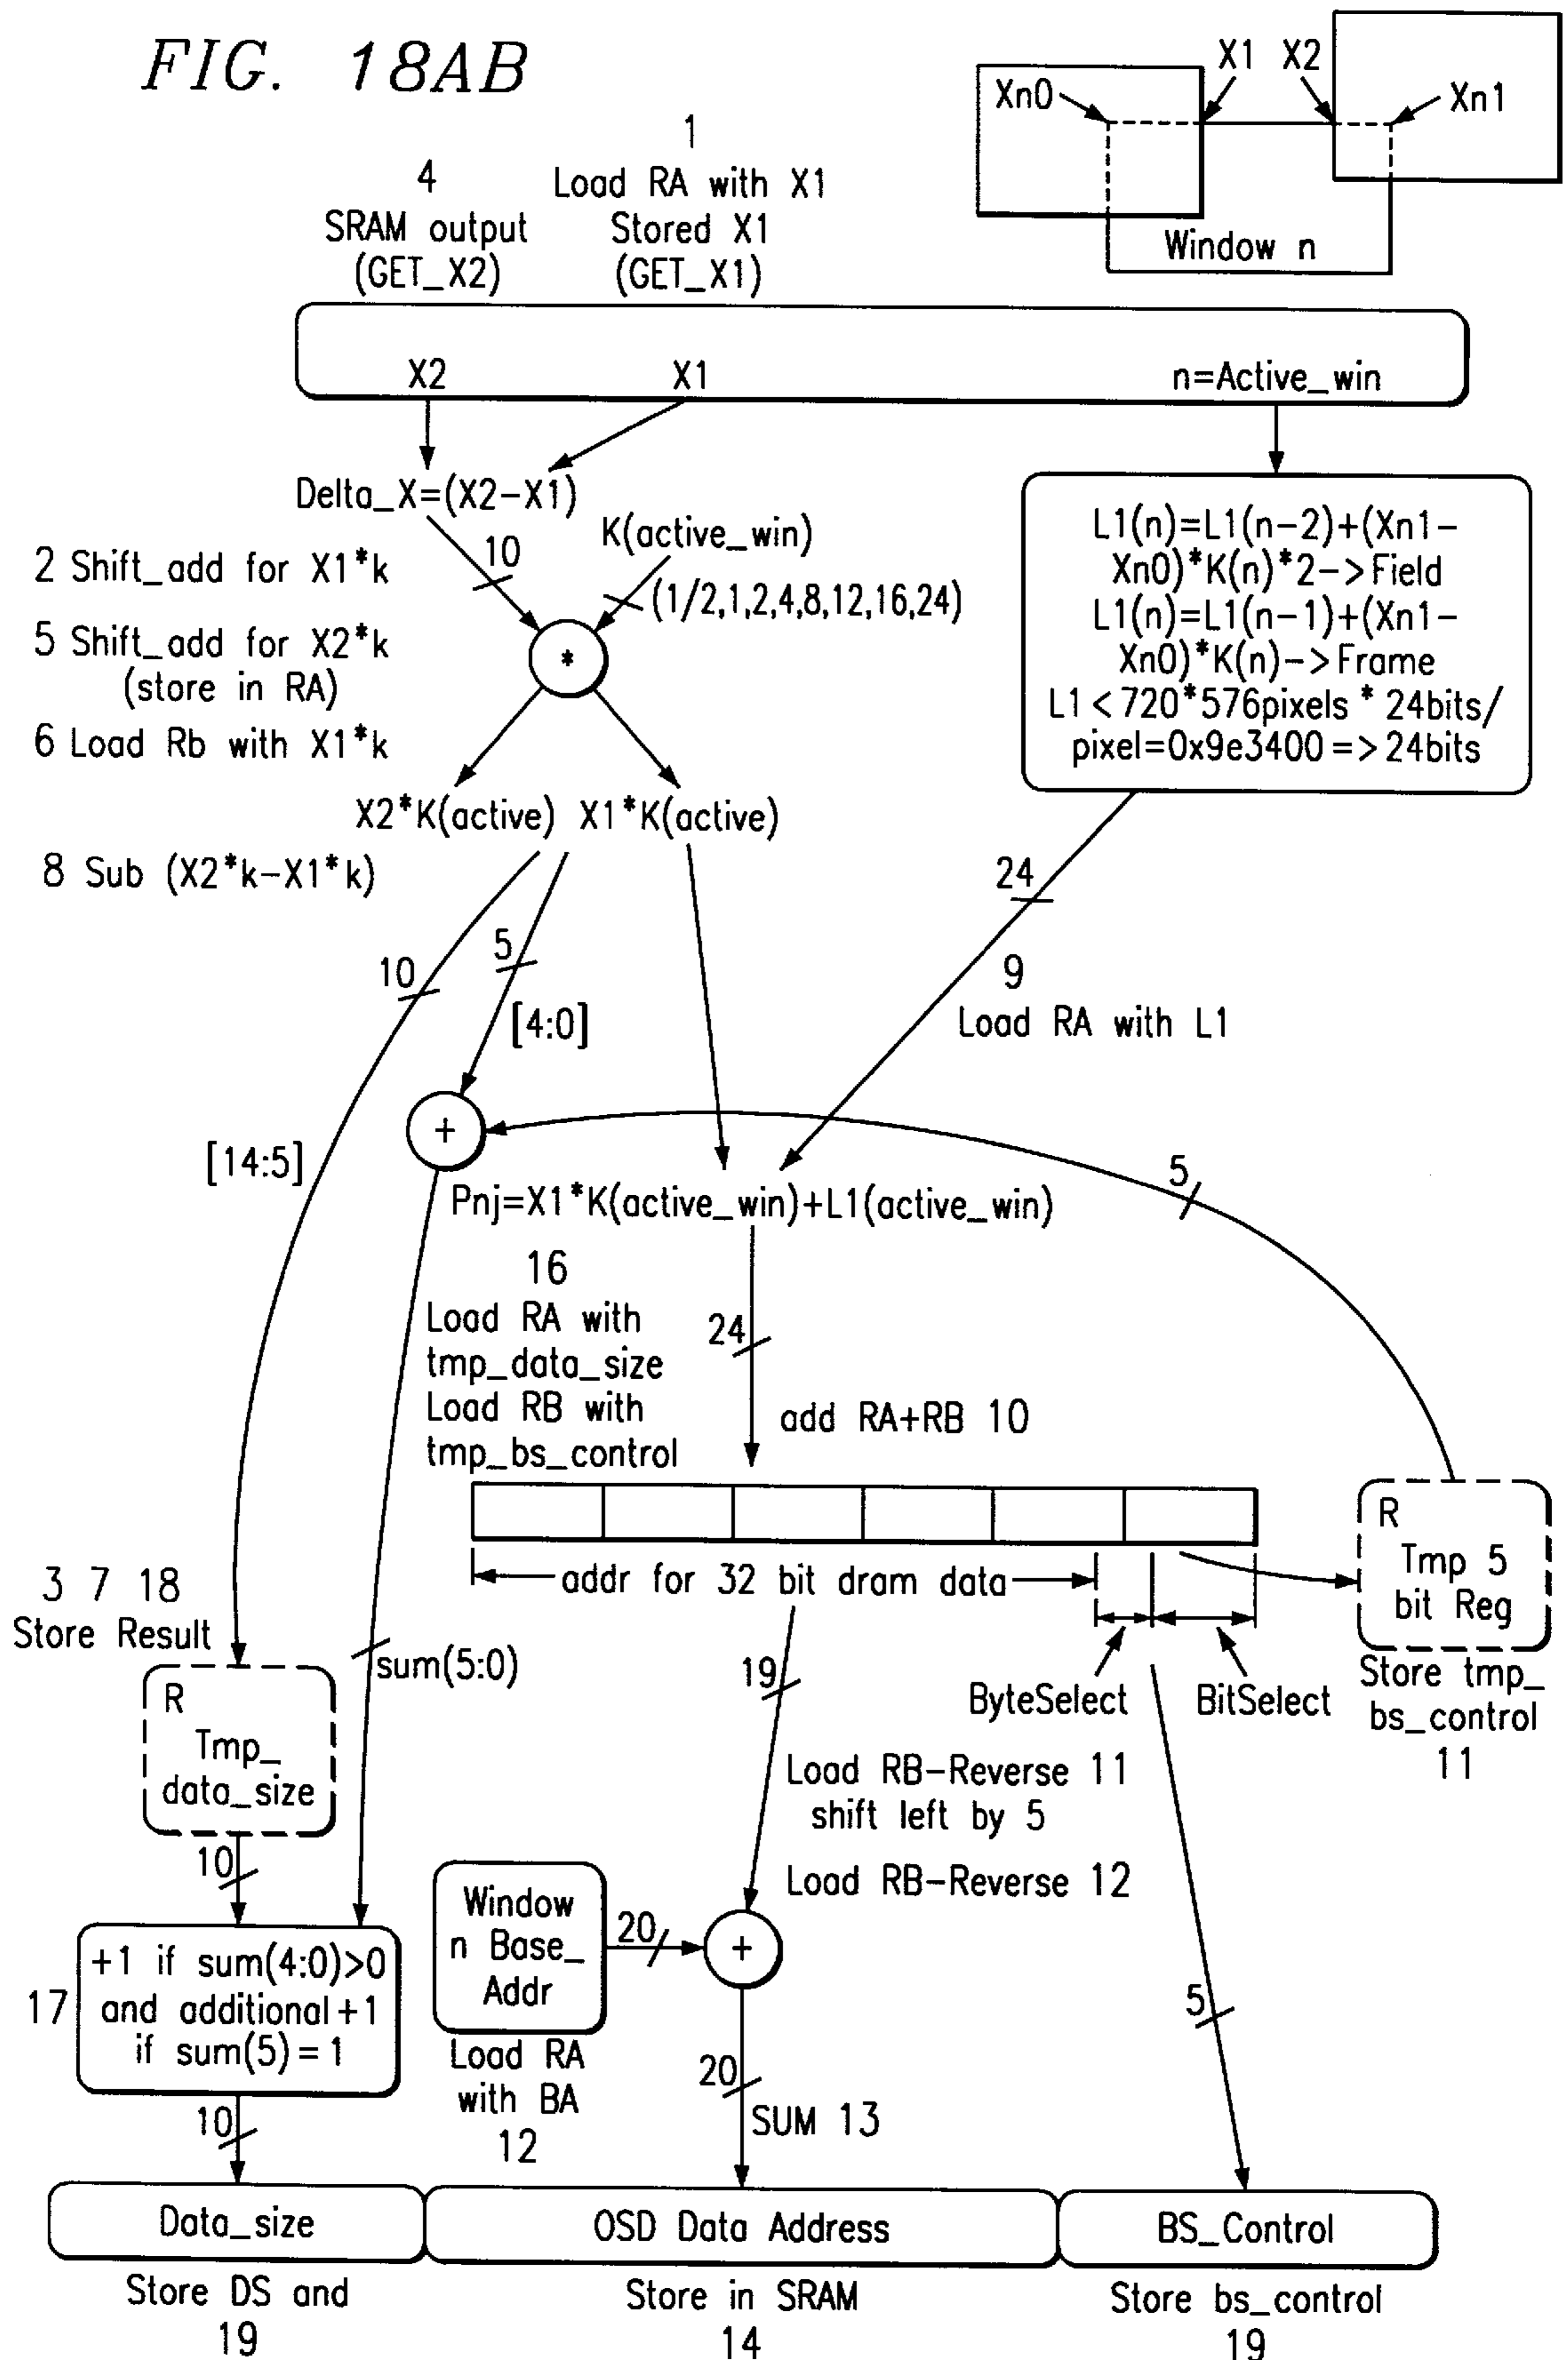 FIG. 18AB
X1 X2
Xn0
Xn1
Window n
1
4
Load RA with X1
SRAM output
Stored X1
(GET_X2)
(GET_X1)
X2
X1
n=Active_win
Delta_X=(X2-X1)
10
K(active_win)
(1/2,1,2,4,8,12,16,24)
2 Shift_add for X1*k
5 Shift_add for X2*k
(store in RA)
6 Load Rb with X1*k
*
L1(n)=L1(n-2)+(Xn1-
Xn0)*K(n)*2->Field
L1(n)=L1(n-1)+(Xn1-
Xn0)*K(n)->Frame
L1<720*576pixels * 24bits/
pixel=0x9e3400=>24bits
X2*K(active) X1*K(active)
8 Sub (X2*k-X1*k)
24
10
5
[4:0]
9
Load RA with L1
+
[14:5]
5
Pnj=X1*K(active_win)+L1(active_win)
16
Load RA with
tmp_data_size
Load RB with
tmp_bs_control
24
add RA+RB 10
addr for 32 bit dram data
R
Tmp 5
bit Reg
Store tmp_
bs_control
11
3 7 18
Store Result
sum(5:0)
R
Tmp_
data_size
19
ByteSelect
BitSelect
Load RB-Reverse 11
shift left by 5
Load RB-Reverse 12
10
Window
n Base_
Addr
20
+
Load RA
with BA
12
17
+1 if sum(4:0)>0
and additional+1
if sum(5)=1
5
20
SUM 13
10
Data_size
OSD Data Address
BS_Control
Store DS and
19
Store in SRAM
14
Store bs_control
19